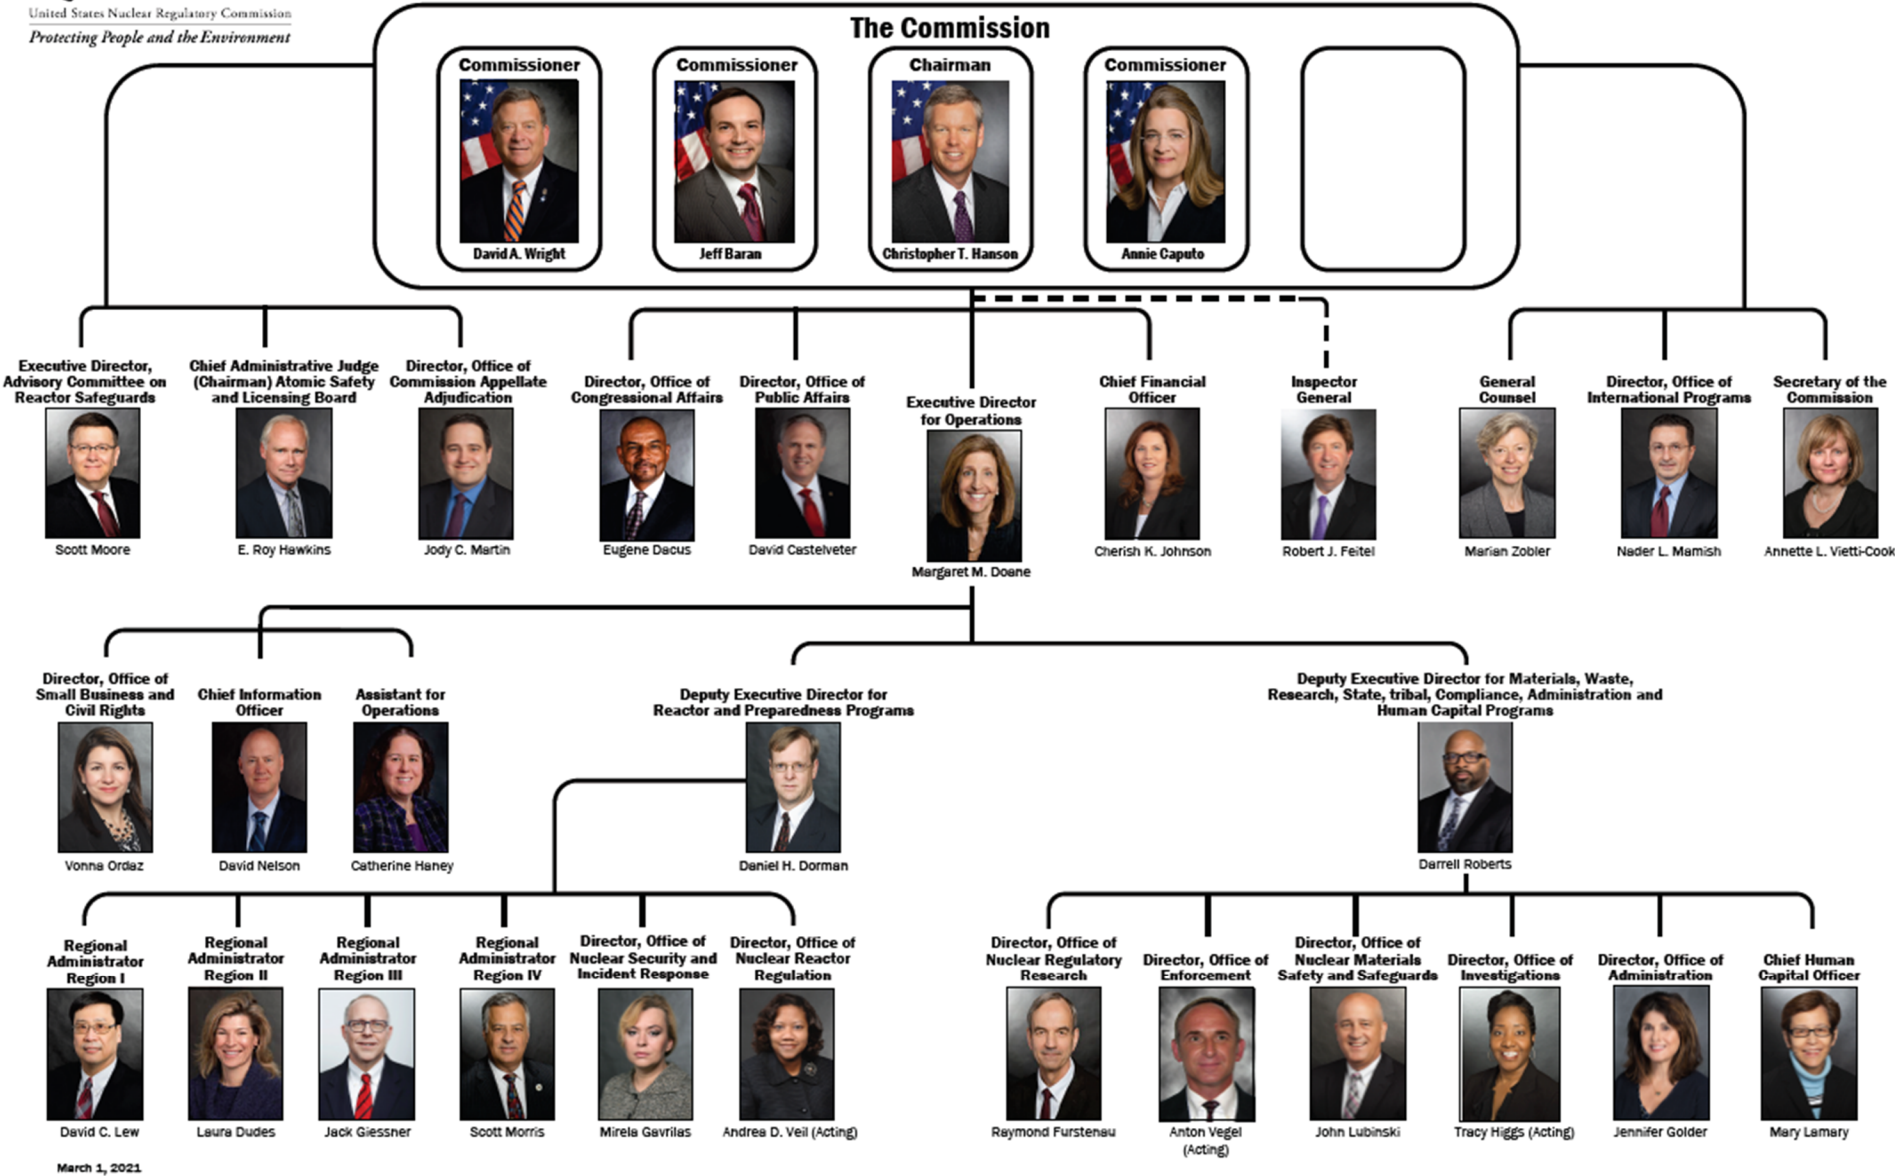 United States Nuclear Regulatory Commission
Protecting People and the Environment
The Commission
Commissioner
David A. Wright
Commissioner
Jeff Baran
Chairman
Christopher T. Hanson
Commissioner
Annie Caputo
Executive Director,
Advisory Committee on
Reactor Safeguards
Scott Moore
Chief Administrative Judge
(Chairman) Atomic Safety
and Licensing Board
E. Roy Hawkins
Director, Office of
Commission Appellate
Adjudication
Jody C. Martin
Director, Office of
Congressional Affairs
Eugene Dacus
Director, Office of
Public Affairs
David Castelveter
Executive Director
for Operations
Margaret M. Doane
Chief Financial
Officer
Cherish K. Johnson
Inspector
General
Robert J. Feitel
General
Counsel
Marian Zobler
Director, Office of
International Programs
Nader L. Mamish
Secretary of the
Commission
Annette L. Vietti-Cook
Director, Office of
Small Business and
Civil Rights
Vonna Ordaz
Chief Information
Officer
David Nelson
Assistant for
Operations
Catherine Haney
Deputy Executive Director for
Reactor and Preparedness Programs
Daniel H. Dorman
Deputy Executive Director for Materials, Waste,
Research, State, tribal, Compliance, Administration and
Human Capital Programs
Darrell Roberts
Regional
Administrator
Region I
David C. Lew
Regional
Administrator
Region II
Laura Dudes
Regional
Administrator
Region III
Jack Giessner
Regional
Administrator
Region IV
Scott Morris
Director, Office of
Nuclear Security and
Incident Response
Mirela Gavrilas
Director, Office of
Nuclear Reactor
Regulation
Andrea D. Veil (Acting)
Director, Office of
Nuclear Regulatory
Research
Raymond Furstenau
Director, Office of
Enforcement
Anton Vegel
(Acting)
Director, Office of
Nuclear Materials
Safety and Safeguards
John Lubinski
Director, Office of
Investigations
Tracy Higgs (Acting)
Director, Office of
Administration
Jennifer Golder
Chief Human
Capital Officer
Mary Lamary
March 1, 2021